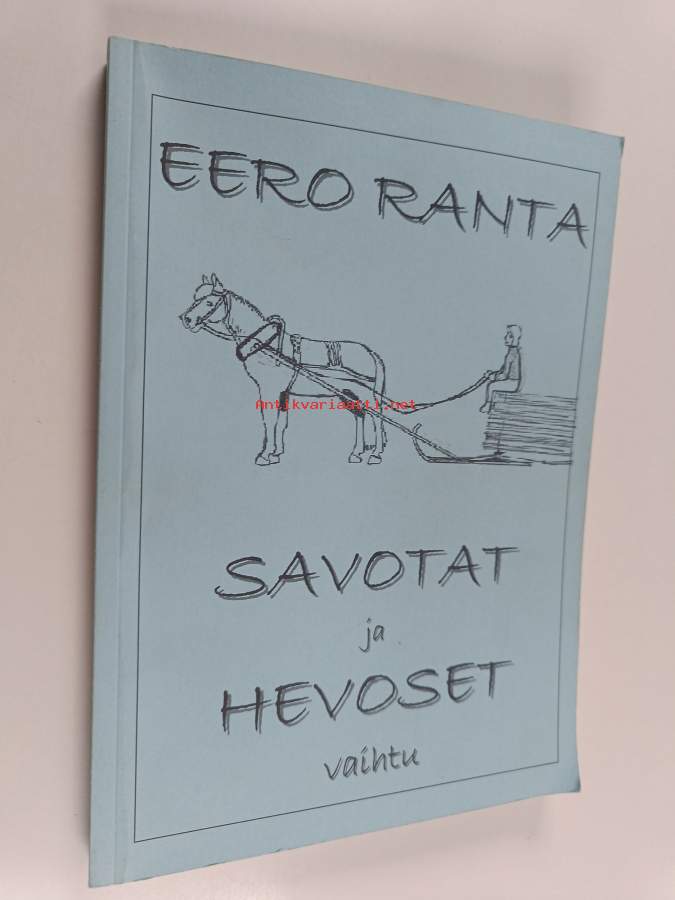 EERO RANTA
Antikvariaatti.net
SAVOTAT
ja
HEVOSET
vaihtu